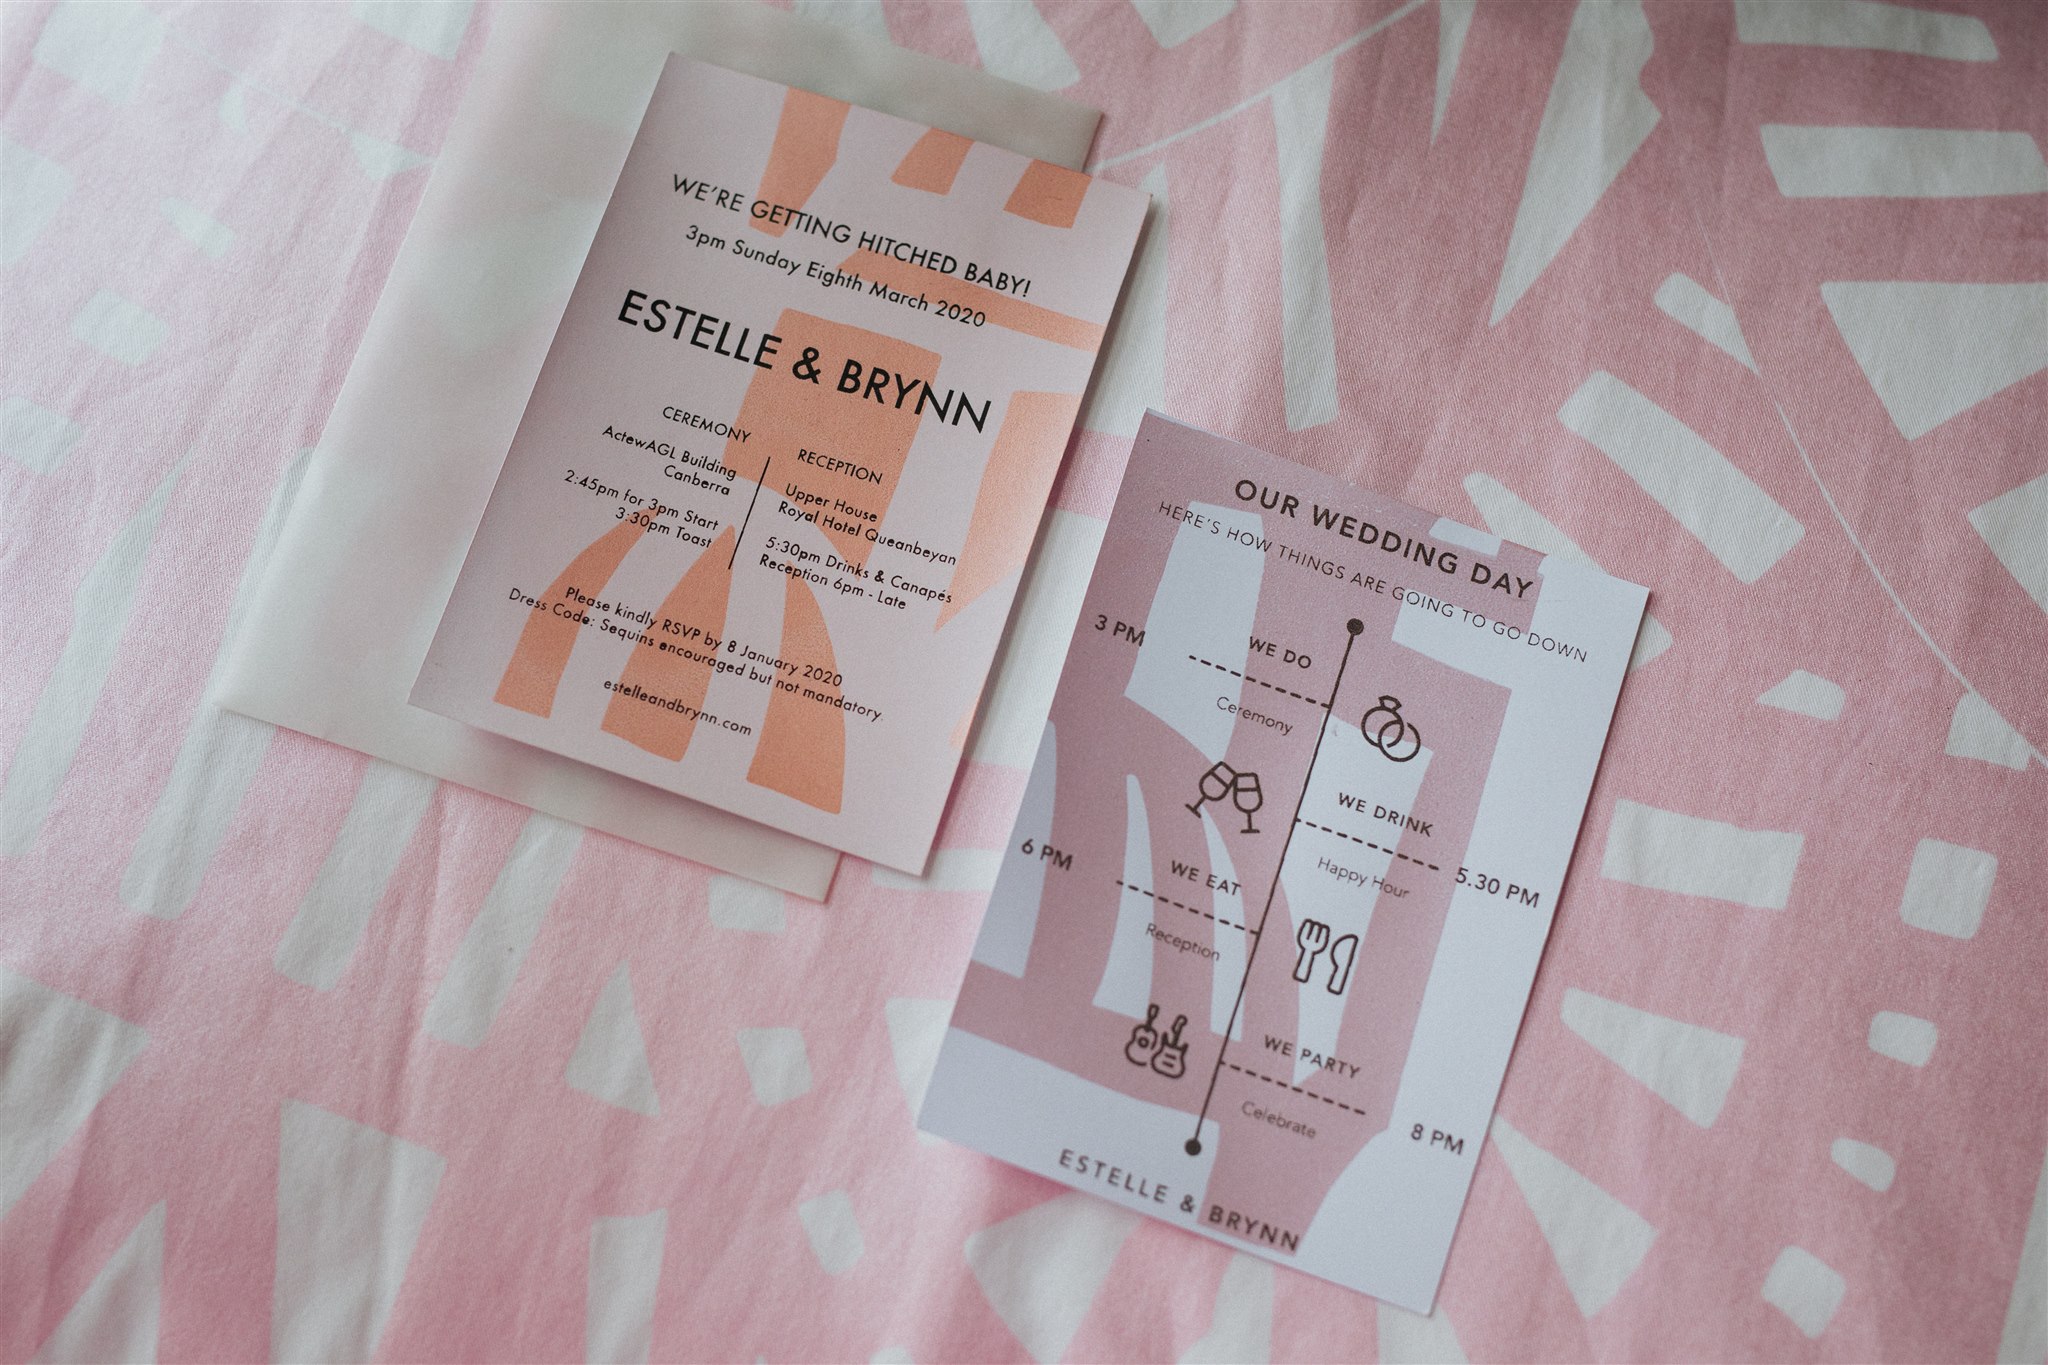 WE'RE GETTING HITCHED BABY!
3pm Sunday Eighth March 2020
ESTELLE & BRYNN
CEREMONY
ActewAGL Building
Canberra
2:45pm for 3pm Start
3:30pm Toast
RECEPTION
Upper House
Royal Hotel Queanbeyan
5:30pm Drinks & Canapés
Reception 6pm - Late
Please kindly RSVP by 8 January 2020
Dress Code: Sequins encouraged but not mandatory.
estelleandbrynn.com
OUR WEDDING DAY
HERE'S HOW THINGS ARE GOING TO GO DOWN
3 PM
WE DO
Ceremony
WE DRINK
Happy Hour
5.30 PM
6 PM
WE EAT
Reception
WE PARTY
Celebrate
8 PM
ESTELLE & BRYNN